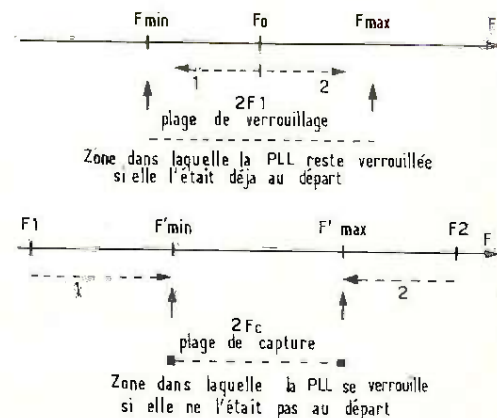 Fmin Fo Fmax F
1 2
2F1
plage de verrouillage
Zone dans laquelle la PLL reste verrouillée
si elle l'était déja au départ
F1 F'min F' max F2 F
1 2
2Fc
plage de capture
Zone dans laquelle la PLL se verrouille
si elle ne l'était pas au départ